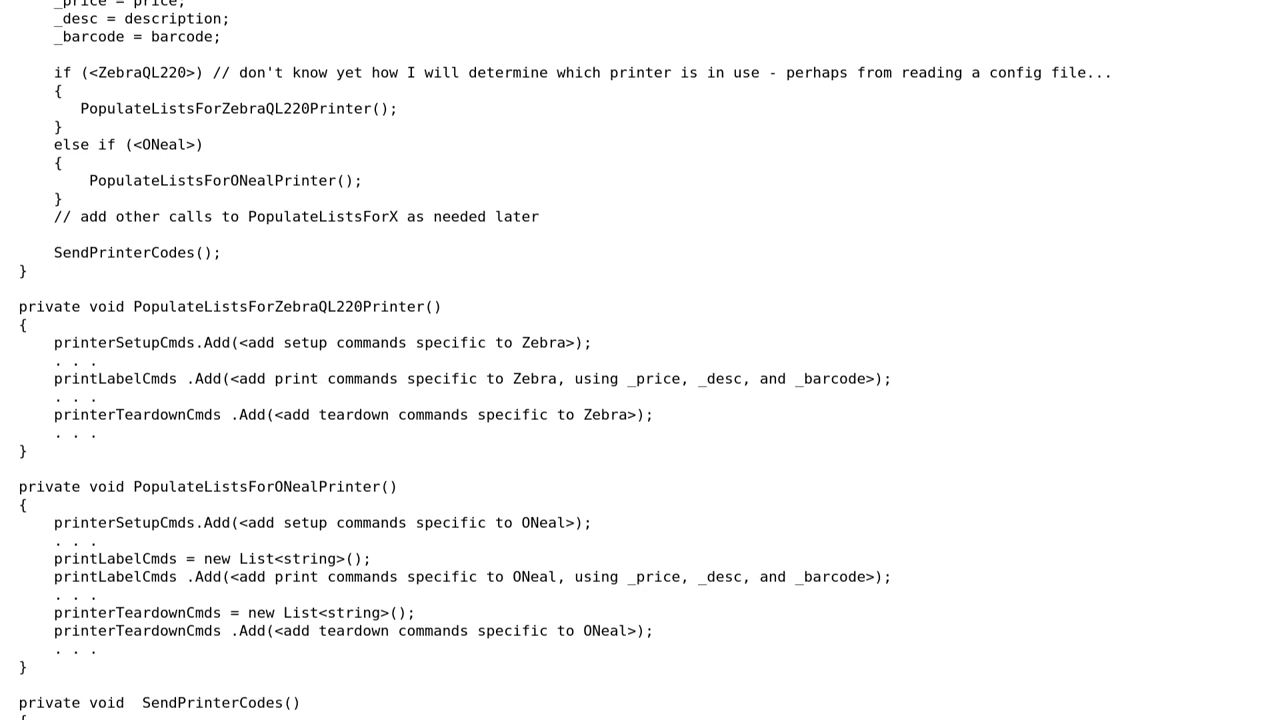 _price = price;
_desc = description;
_barcode = barcode;
if (<ZebraQL220>) // don't know yet how I will determine which printer is in use - perhaps from reading a config file...
{
PopulateListsForZebraQL220Printer();
}
else if (<ONeal>)
{
PopulateListsForONealPrinter();
}
// add other calls to PopulateListsForX as needed later
SendPrinterCodes();
}
private void PopulateListsForZebraQL220Printer()
{
printerSetupCmds.Add(<add setup commands specific to Zebra>);
. . .
printLabelCmds .Add(<add print commands specific to Zebra, using _price, _desc, and _barcode>);
. . .
printerTeardownCmds .Add(<add teardown commands specific to Zebra>);
. . .
}
private void PopulateListsForONealPrinter()
{
printerSetupCmds.Add(<add setup commands specific to ONeal>);
. . .
printLabelCmds = new List<string>();
printLabelCmds .Add(<add print commands specific to ONeal, using _price, _desc, and _barcode>);
. . .
printerTeardownCmds = new List<string>();
printerTeardownCmds .Add(<add teardown commands specific to ONeal>);
. . .
}
private void  SendPrinterCodes()
{